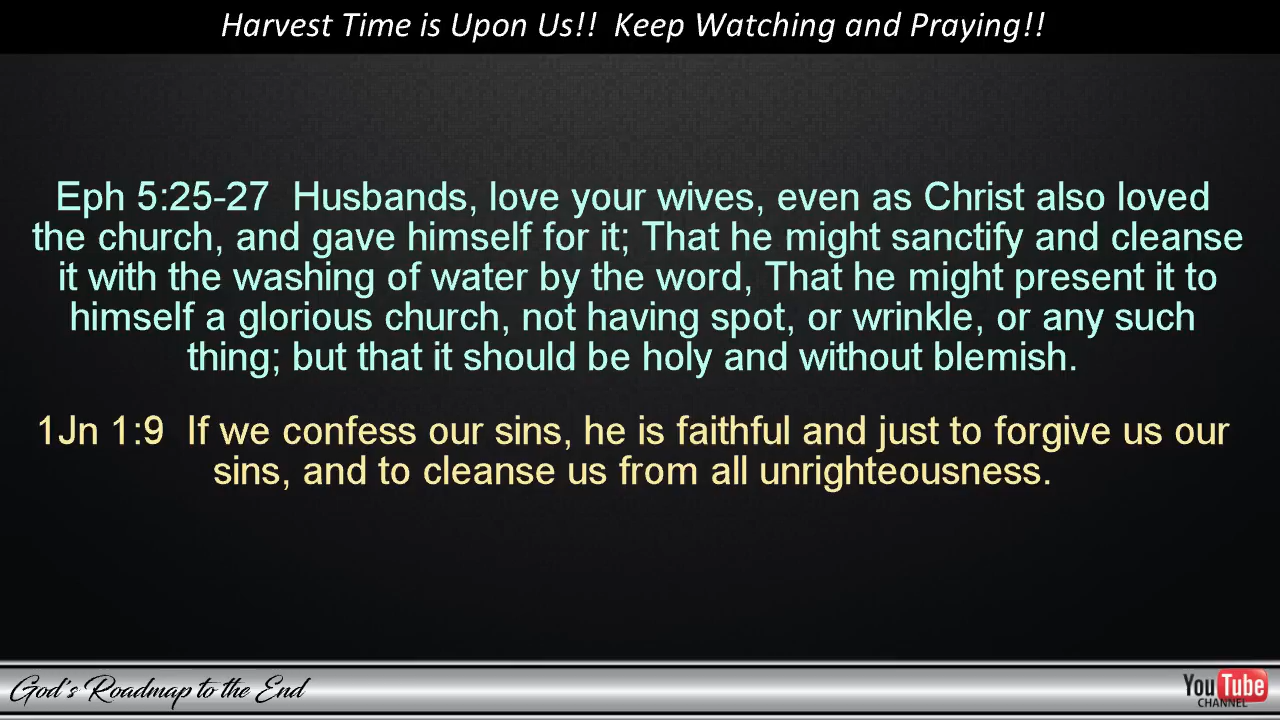 Harvest Time is Upon Us!!  Keep Watching and Praying!!
Eph 5:25-27  Husbands, love your wives, even as Christ also loved
the church, and gave himself for it; That he might sanctify and cleanse
it with the washing of water by the word, That he might present it to
himself a glorious church, not having spot, or wrinkle, or any such
thing; but that it should be holy and without blemish.
1Jn 1:9  If we confess our sins, he is faithful and just to forgive us our
sins, and to cleanse us from all unrighteousness.
God's Roadmap to the End
YouTube
CHANNEL